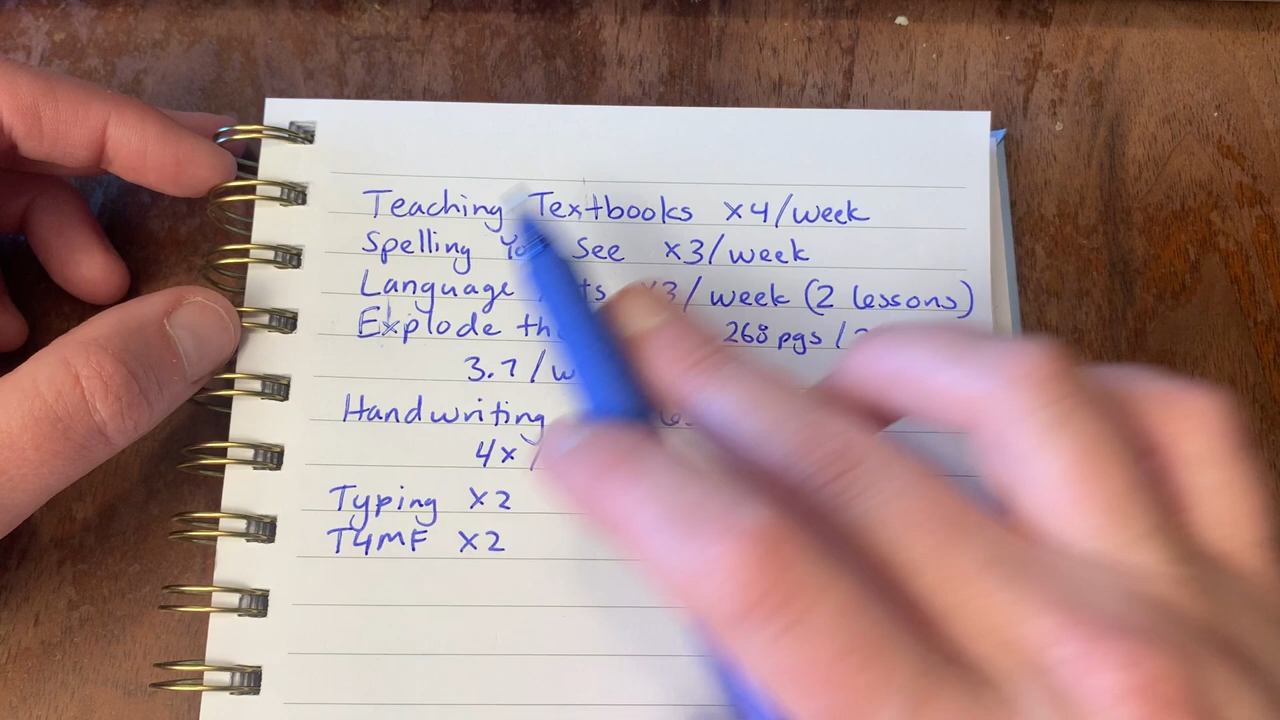 Teaching Textbooks x4/week
Spelling You See x3/week
Language x3/week (2 lessons)
Explode 268 pgs /
3.7/w
Handwriting
4x /
Typing x2
T4MF x2